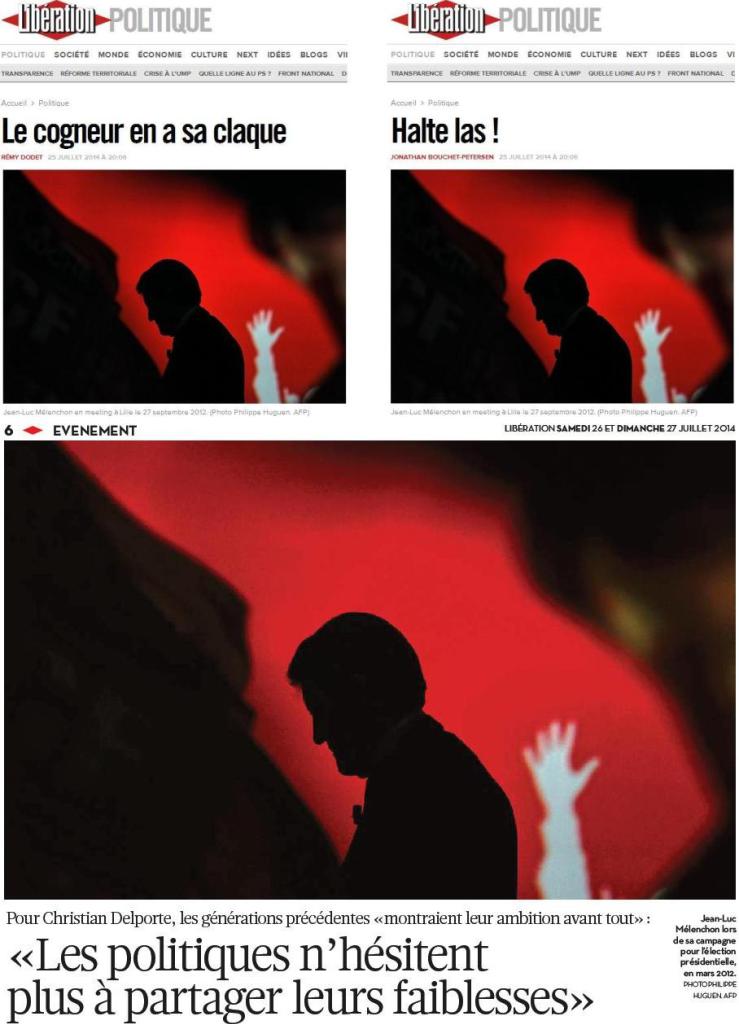 Libération POLITIQUE
POLITIQUE SOCIÉTÉ MONDE ÉCONOMIE CULTURE NEXT IDÉES BLOGS VI
TRANSPARENCE RÉFORME TERRITORIALE CRISE À L'UMP QUELLE LIGNE AU PS ? FRONT NATIONAL D
Accueil > Politique
Le cogneur en a sa claque
RÉMY DODET 25 JUILLET 2014 À 20:06
CF
Jean-Luc Mélenchon en meeting à Lille le 27 septembre 2012. (Photo Philippe Huguen. AFP)
Libération POLITIQUE
POLITIQUE SOCIÉTÉ MONDE ÉCONOMIE CULTURE NEXT IDÉES BLOGS VI
TRANSPARENCE RÉFORME TERRITORIALE CRISE À L'UMP QUELLE LIGNE AU PS ? FRONT NATIONAL D
Accueil > Politique
Halte las !
JONATHAN BOUCHET-PETERSEN 25 JUILLET 2014 À 20:06
CF
Jean-Luc Mélenchon en meeting à Lille le 27 septembre 2012. (Photo Philippe Huguen. AFP)
6 EVENEMENT
LIBÉRATION SAMEDI 26 ET DIMANCHE 27 JUILLET 2014
Pour Christian Delporte, les générations précédentes «montraient leur ambition avant tout» :
«Les politiques n’hésitent
plus à partager leurs faiblesses»
Jean-Luc
Mélenchon lors
de sa campagne
pour l’élection
présidentielle,
en mars 2012.
PHOTO PHILIPPE
HUGUEN. AFP